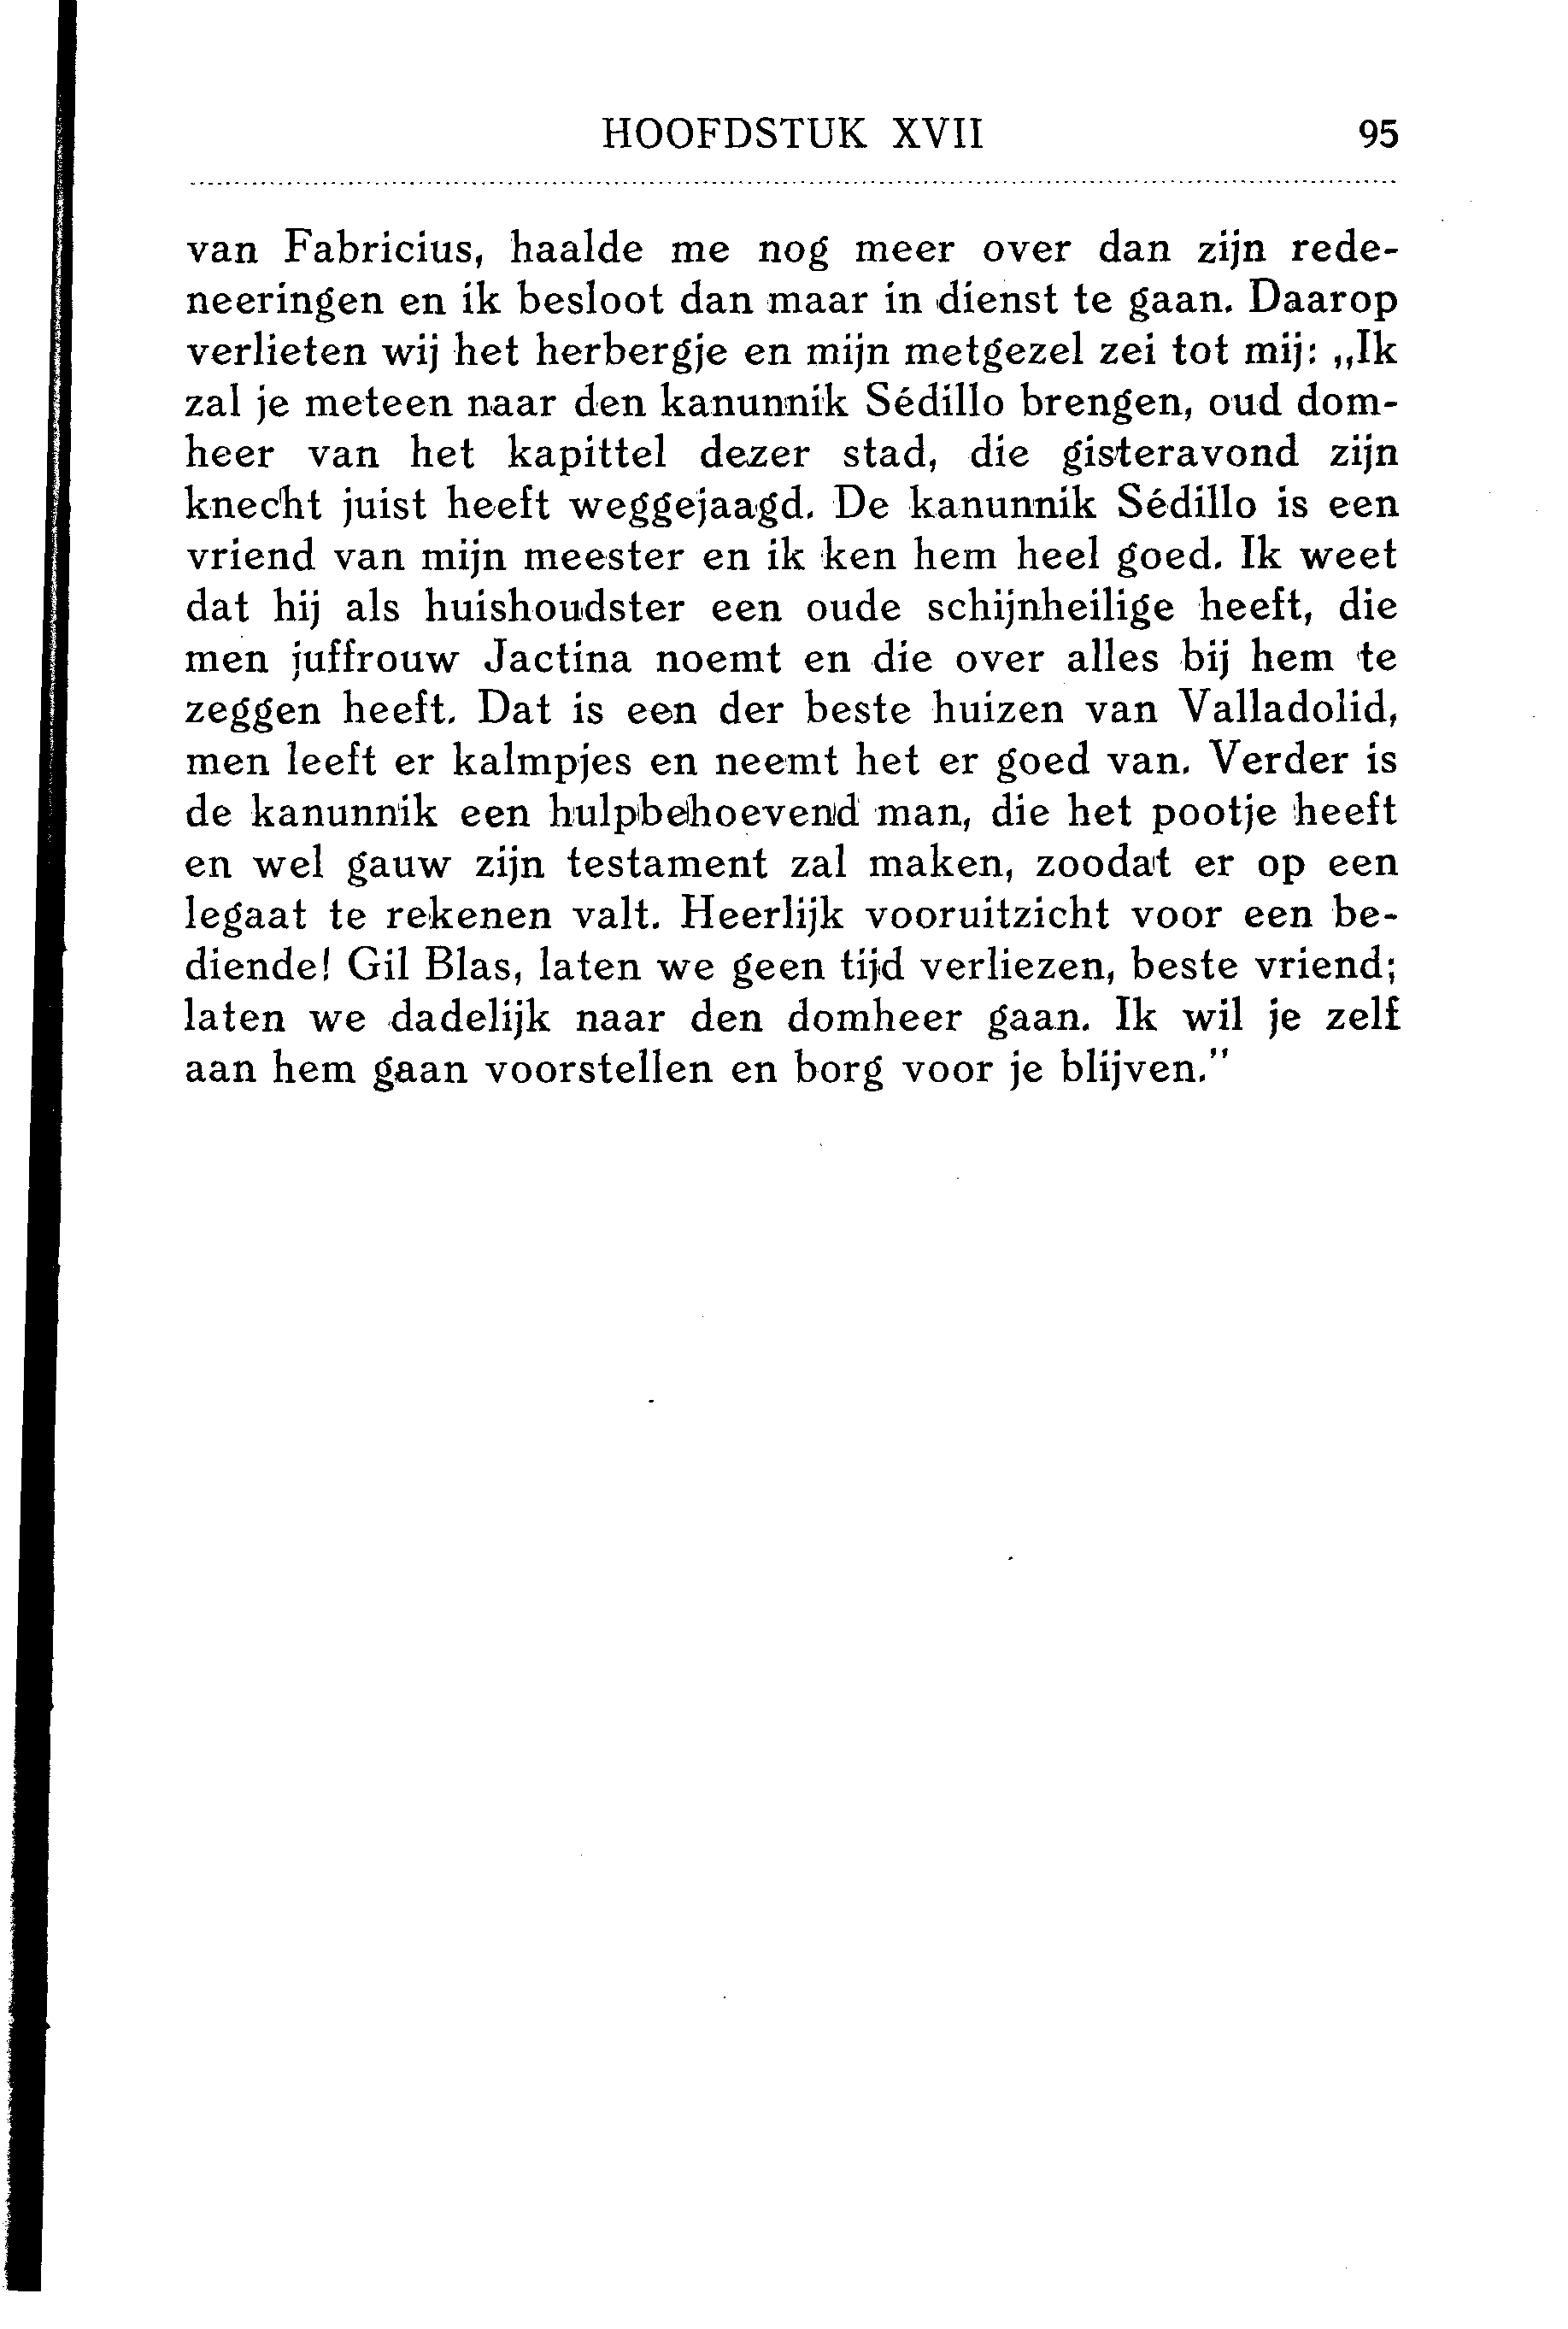 HOOFDSTUK XVII 95
van Fabricius, haalde me nog meer over dan zijn rede-
neeringen en ik besloot dan maar in dienst te gaan. Daarop
verlieten wij het herbergje en mijn metgezel zei tot mij: „Ik
zal je meteen naar den kanunnik Sédillo brengen, oud dom-
heer van het kapittel dezer stad, die gisteravond zijn
knecht juist heeft weggejaagd. De kanunnik Sédillo is een
vriend van mijn meester en ik ken hem heel goed. Ik weet
dat hij als huishoudster een oude schijnheilige heeft, die
men juffrouw Jactina noemt en die over alles bij hem te
zeggen heeft. Dat is een der beste huizen van Valladolid,
men leeft er kalmpjes en neemt het er goed van. Verder is
de kanunnik een hulpbehoevend man, die het pootje heeft
en wel gauw zijn testament zal maken, zoodat er op een
legaat te rekenen valt. Heerlijk vooruitzicht voor een be-
diende! Gil Blas, laten we geen tijd verliezen, beste vriend;
laten we dadelijk naar den domheer gaan. Ik wil je zelf
aan hem gaan voorstellen en borg voor je blijven."